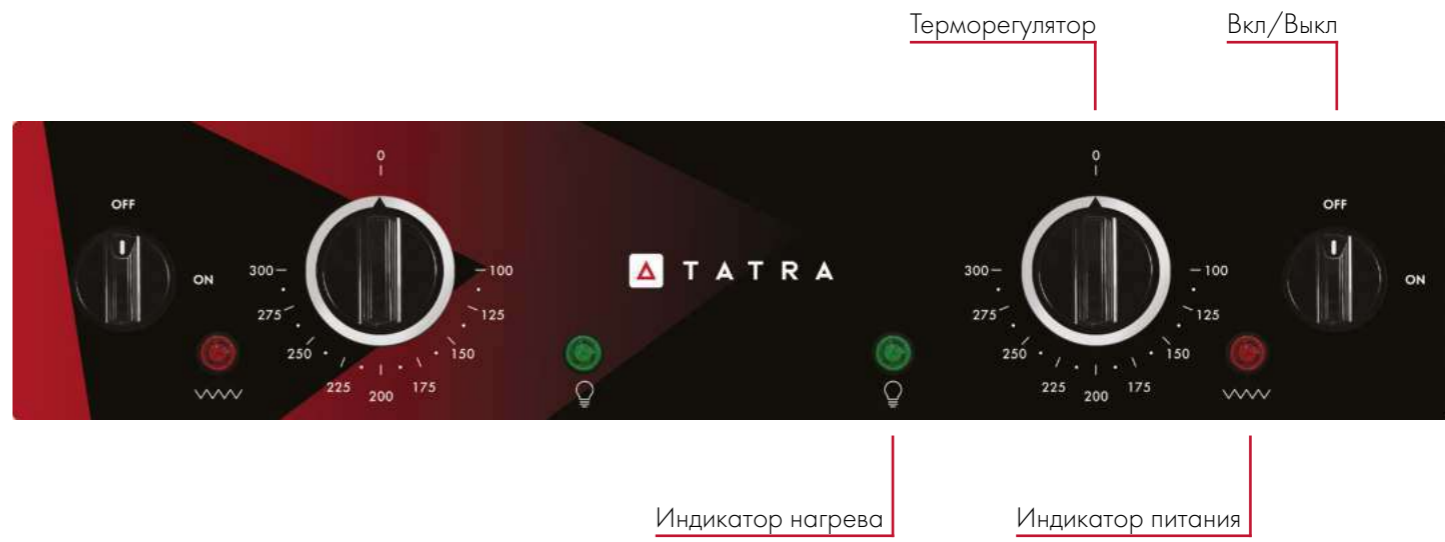 Терморегулятор
Вкл/Выкл
0
0
OFF
OFF
300
100
TATRA
300
100
ON
ON
275
125
275
125
250
150
250
150
225
175
225
175
200
200
Индикатор нагрева
Индикатор питания